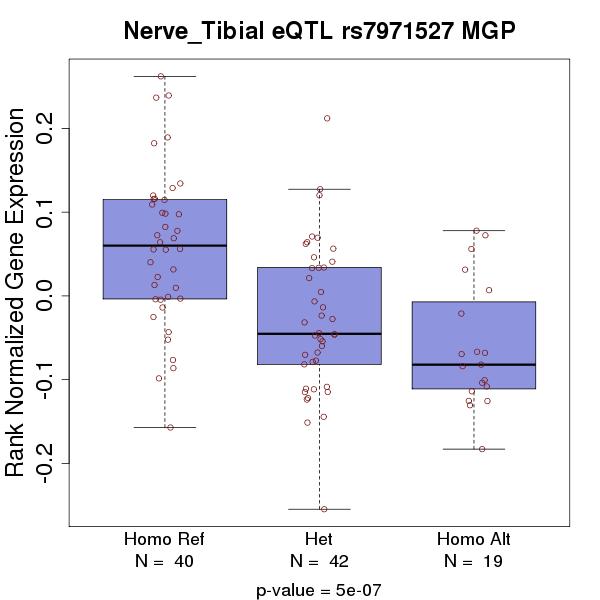 Nerve_Tibial eQTL rs7971527 MGP
Rank Normalized Gene Expression
0.2
0.1
0.0
-0.1
-0.2
Homo Ref Het Homo Alt
N = 40 N = 42 N = 19
p-value = 5e-07